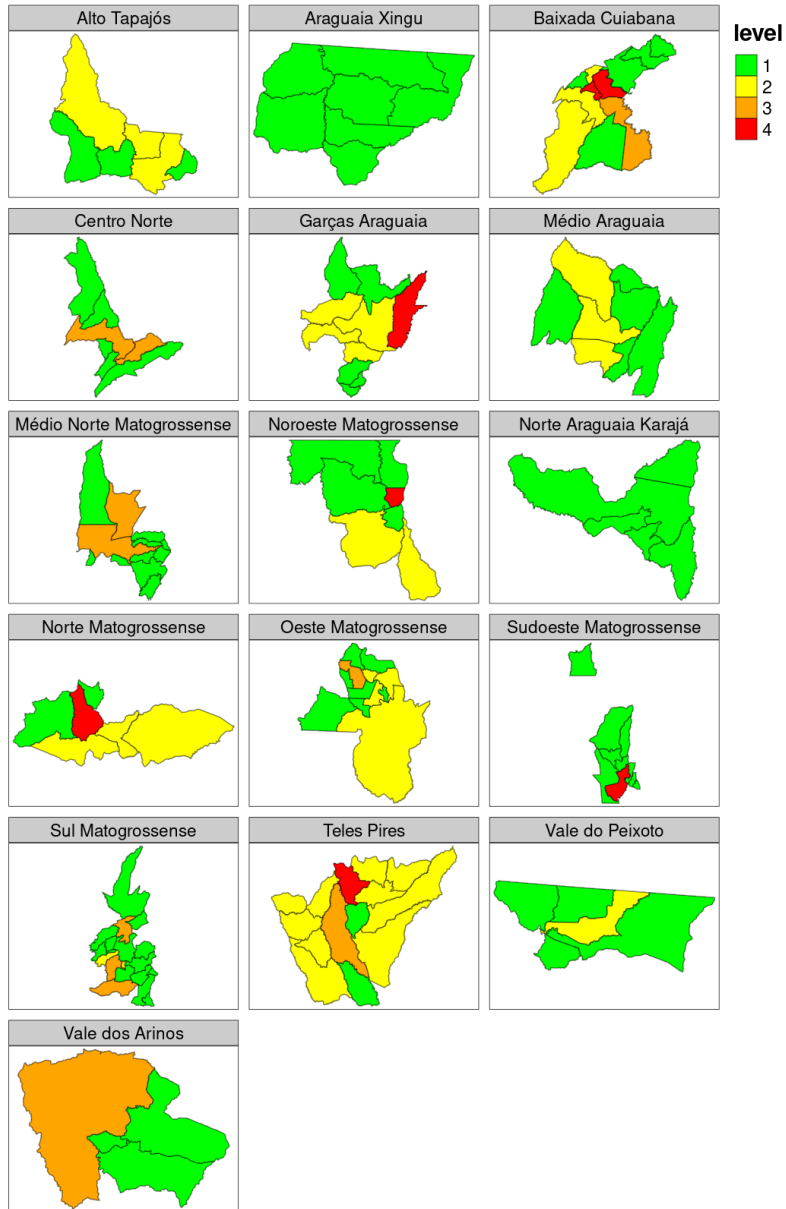 Alto Tapajós
Araguaia Xingu
Baixada Cuiabana
level
1
2
3
4
Centro Norte
Garças Araguaia
Médio Araguaia
Médio Norte Matogrossense
Noroeste Matogrossense
Norte Araguaia Karajá
Norte Matogrossense
Oeste Matogrossense
Sudoeste Matogrossense
Sul Matogrossense
Teles Pires
Vale do Peixoto
Vale dos Arinos